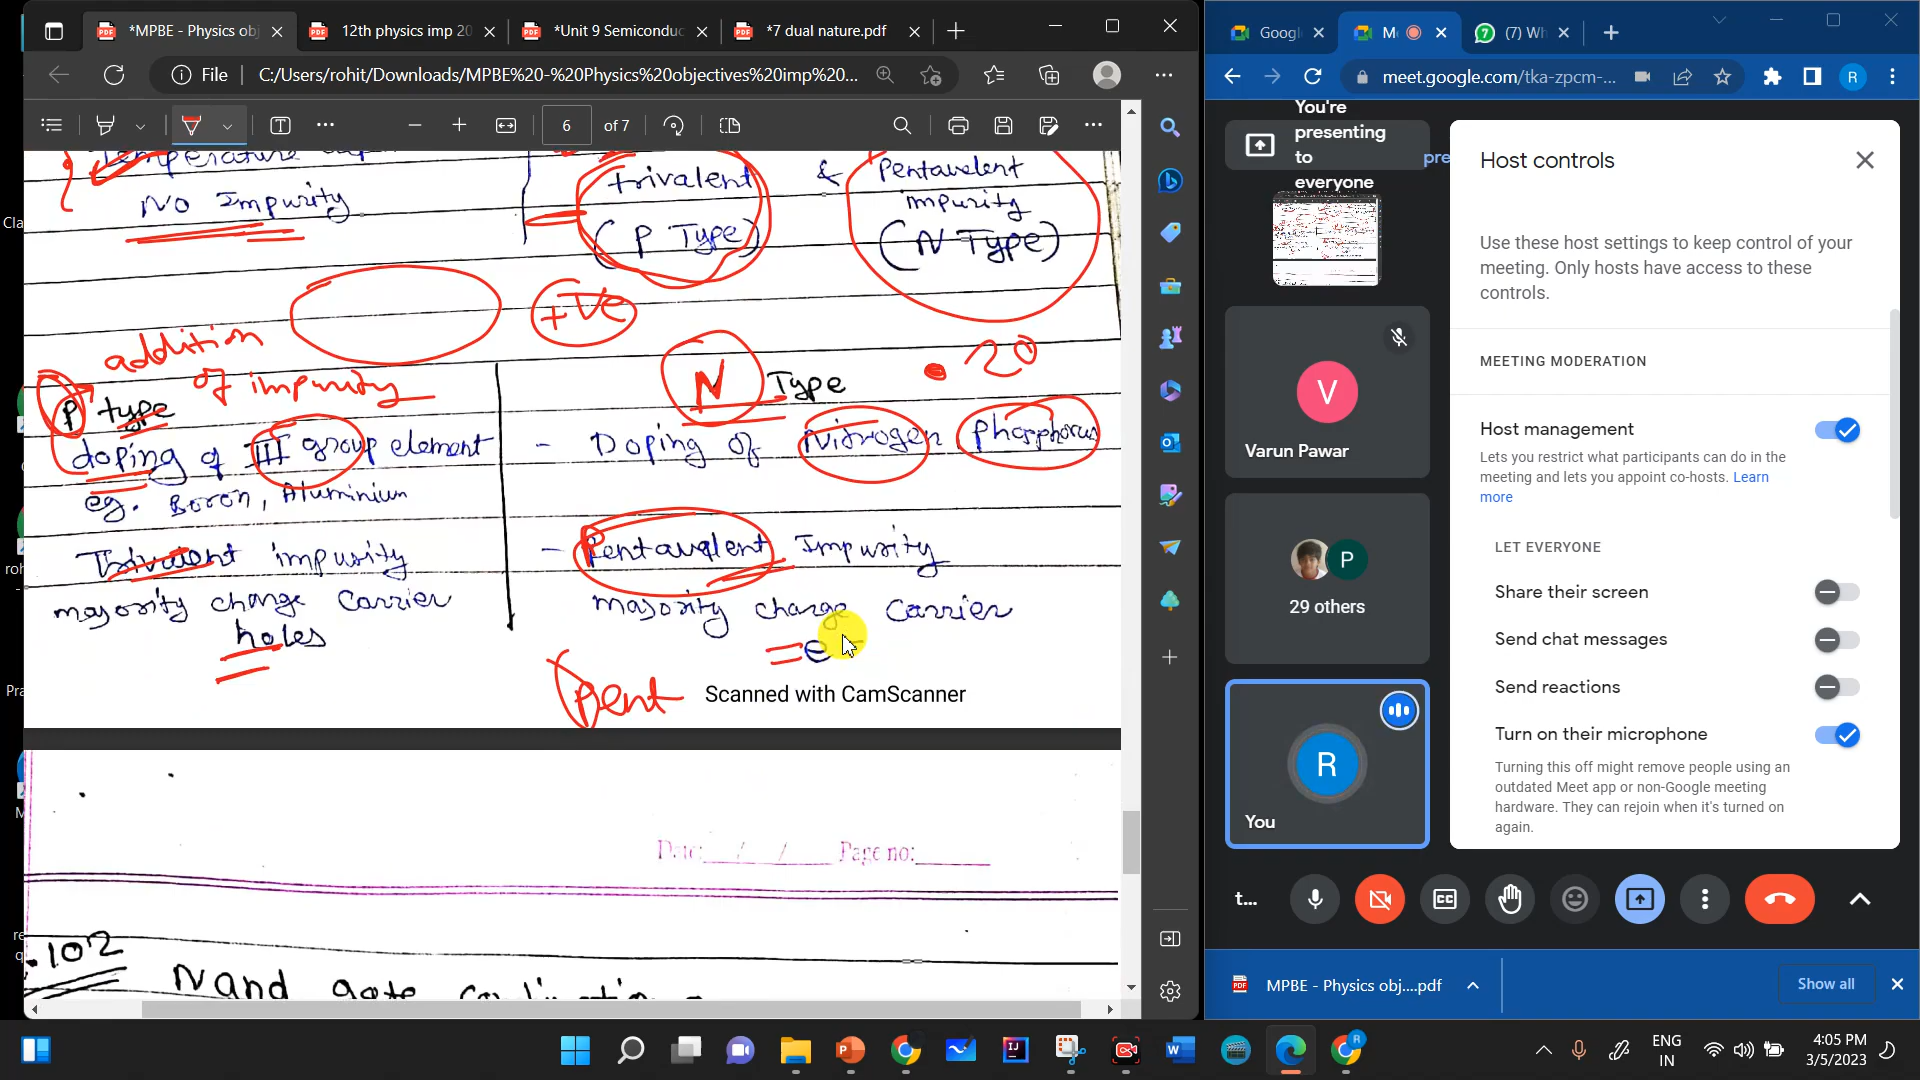 *MPBE - Physics obj
12th physics imp 20
*Unit 9 Semiconduc
*7 dual nature.pdf
File
C:/Users/rohit/Downloads/MPBE%20-%20Physics%20objectives%20imp%20...
6
of 7
No Impurity
trivalent & Pentavalent
impurity
(P Type) (N Type)
+ve
addition
of impurity
N Type
20
P type
doping of III group element
eg. Boron, Aluminium
Trivalent impurity
majority change carrier
holes
- Doping of Nitrogen phosphorus
- Pentavalent Impurity
majority charge carrier
= e-
pent
Scanned with CamScanner
Date: / / Page no:
.102
Nand gate
Cla
roh
Pra
Googl
M
(7) Wh
meet.google.com/tka-zpcm-...
R
You're
presenting
to
everyone
pre
V
Varun Pawar
P
29 others
R
You
Host controls
Use these host settings to keep control of your
meeting. Only hosts have access to these
controls.
MEETING MODERATION
Host management
Lets you restrict what participants can do in the
meeting and lets you appoint co-hosts. Learn
more
LET EVERYONE
Share their screen
Send chat messages
Send reactions
Turn on their microphone
Turning this off might remove people using an
outdated Meet app or non-Google meeting
hardware. They can rejoin when it's turned on
again.
t...
MPBE - Physics obj....pdf
Show all
ENG
IN
4:05 PM
3/5/2023